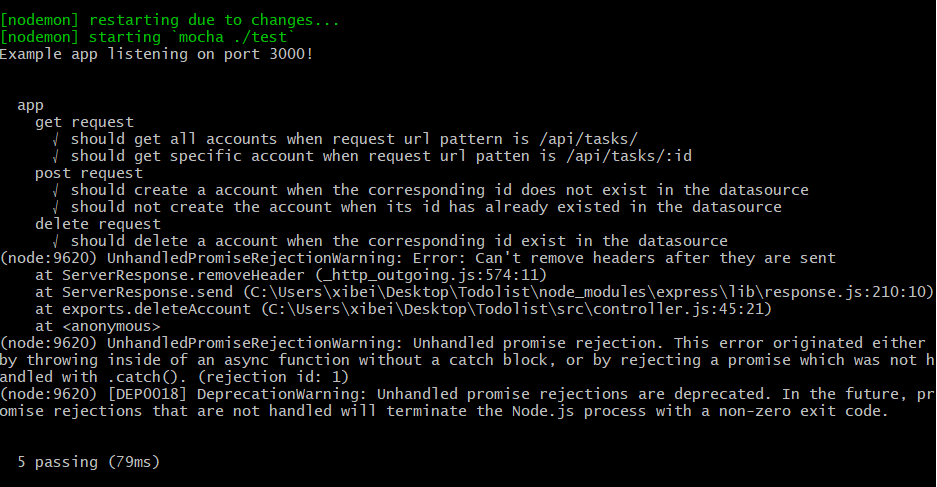 [nodemon] restarting due to changes...
[nodemon] starting `mocha ./test`
Example app listening on port 3000!
app
get request
√ should get all accounts when request url pattern is /api/tasks/
√ should get specific account when request url patten is /api/tasks/:id
post request
√ should create a account when the corresponding id does not exist in the datasource
√ should not create the account when its id has already existed in the datasource
delete request
√ should delete a account when the corresponding id exist in the datasource
(node:9620) UnhandledPromiseRejectionWarning: Error: Can't remove headers after they are sent
at ServerResponse.removeHeader (_http_outgoing.js:574:11)
at ServerResponse.send (C:\Users\xibei\Desktop\Todolist\node_modules\express\lib\response.js:210:10)
at exports.deleteAccount (C:\Users\xibei\Desktop\Todolist\src\controller.js:45:21)
at <anonymous>
(node:9620) UnhandledPromiseRejectionWarning: Unhandled promise rejection. This error originated either
by throwing inside of an async function without a catch block, or by rejecting a promise which was not h
andled with .catch(). (rejection id: 1)
(node:9620) [DEP0018] DeprecationWarning: Unhandled promise rejections are deprecated. In the future, pr
omise rejections that are not handled will terminate the Node.js process with a non-zero exit code.
5 passing (79ms)